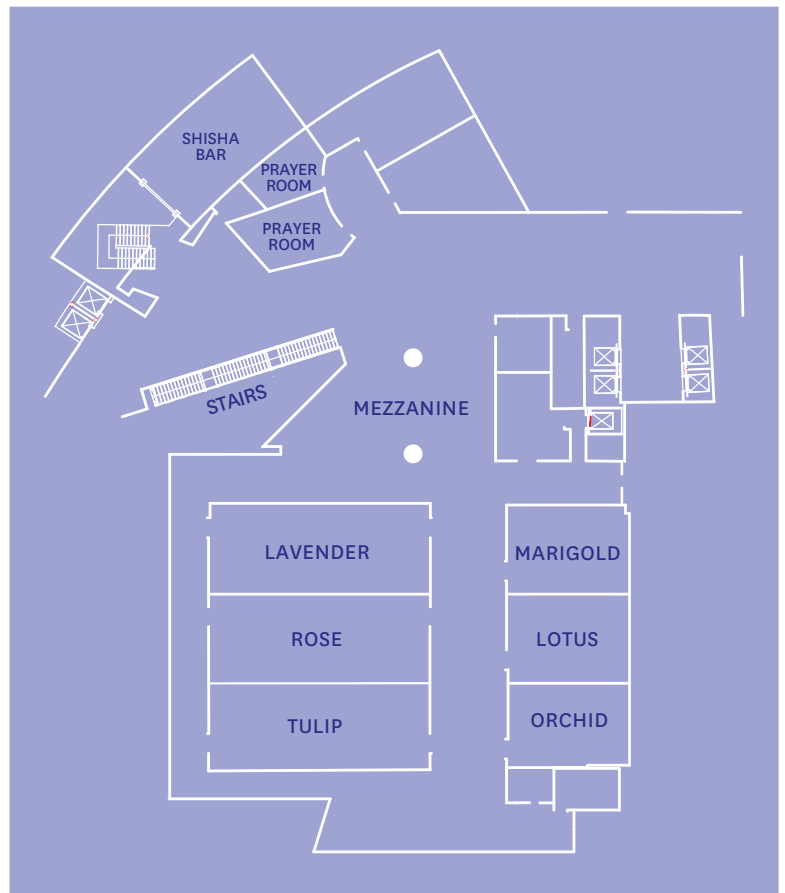 SHISHA
BAR
PRAYER
ROOM
PRAYER
ROOM
STAIRS
MEZZANINE
LAVENDER
MARIGOLD
ROSE
LOTUS
TULIP
ORCHID